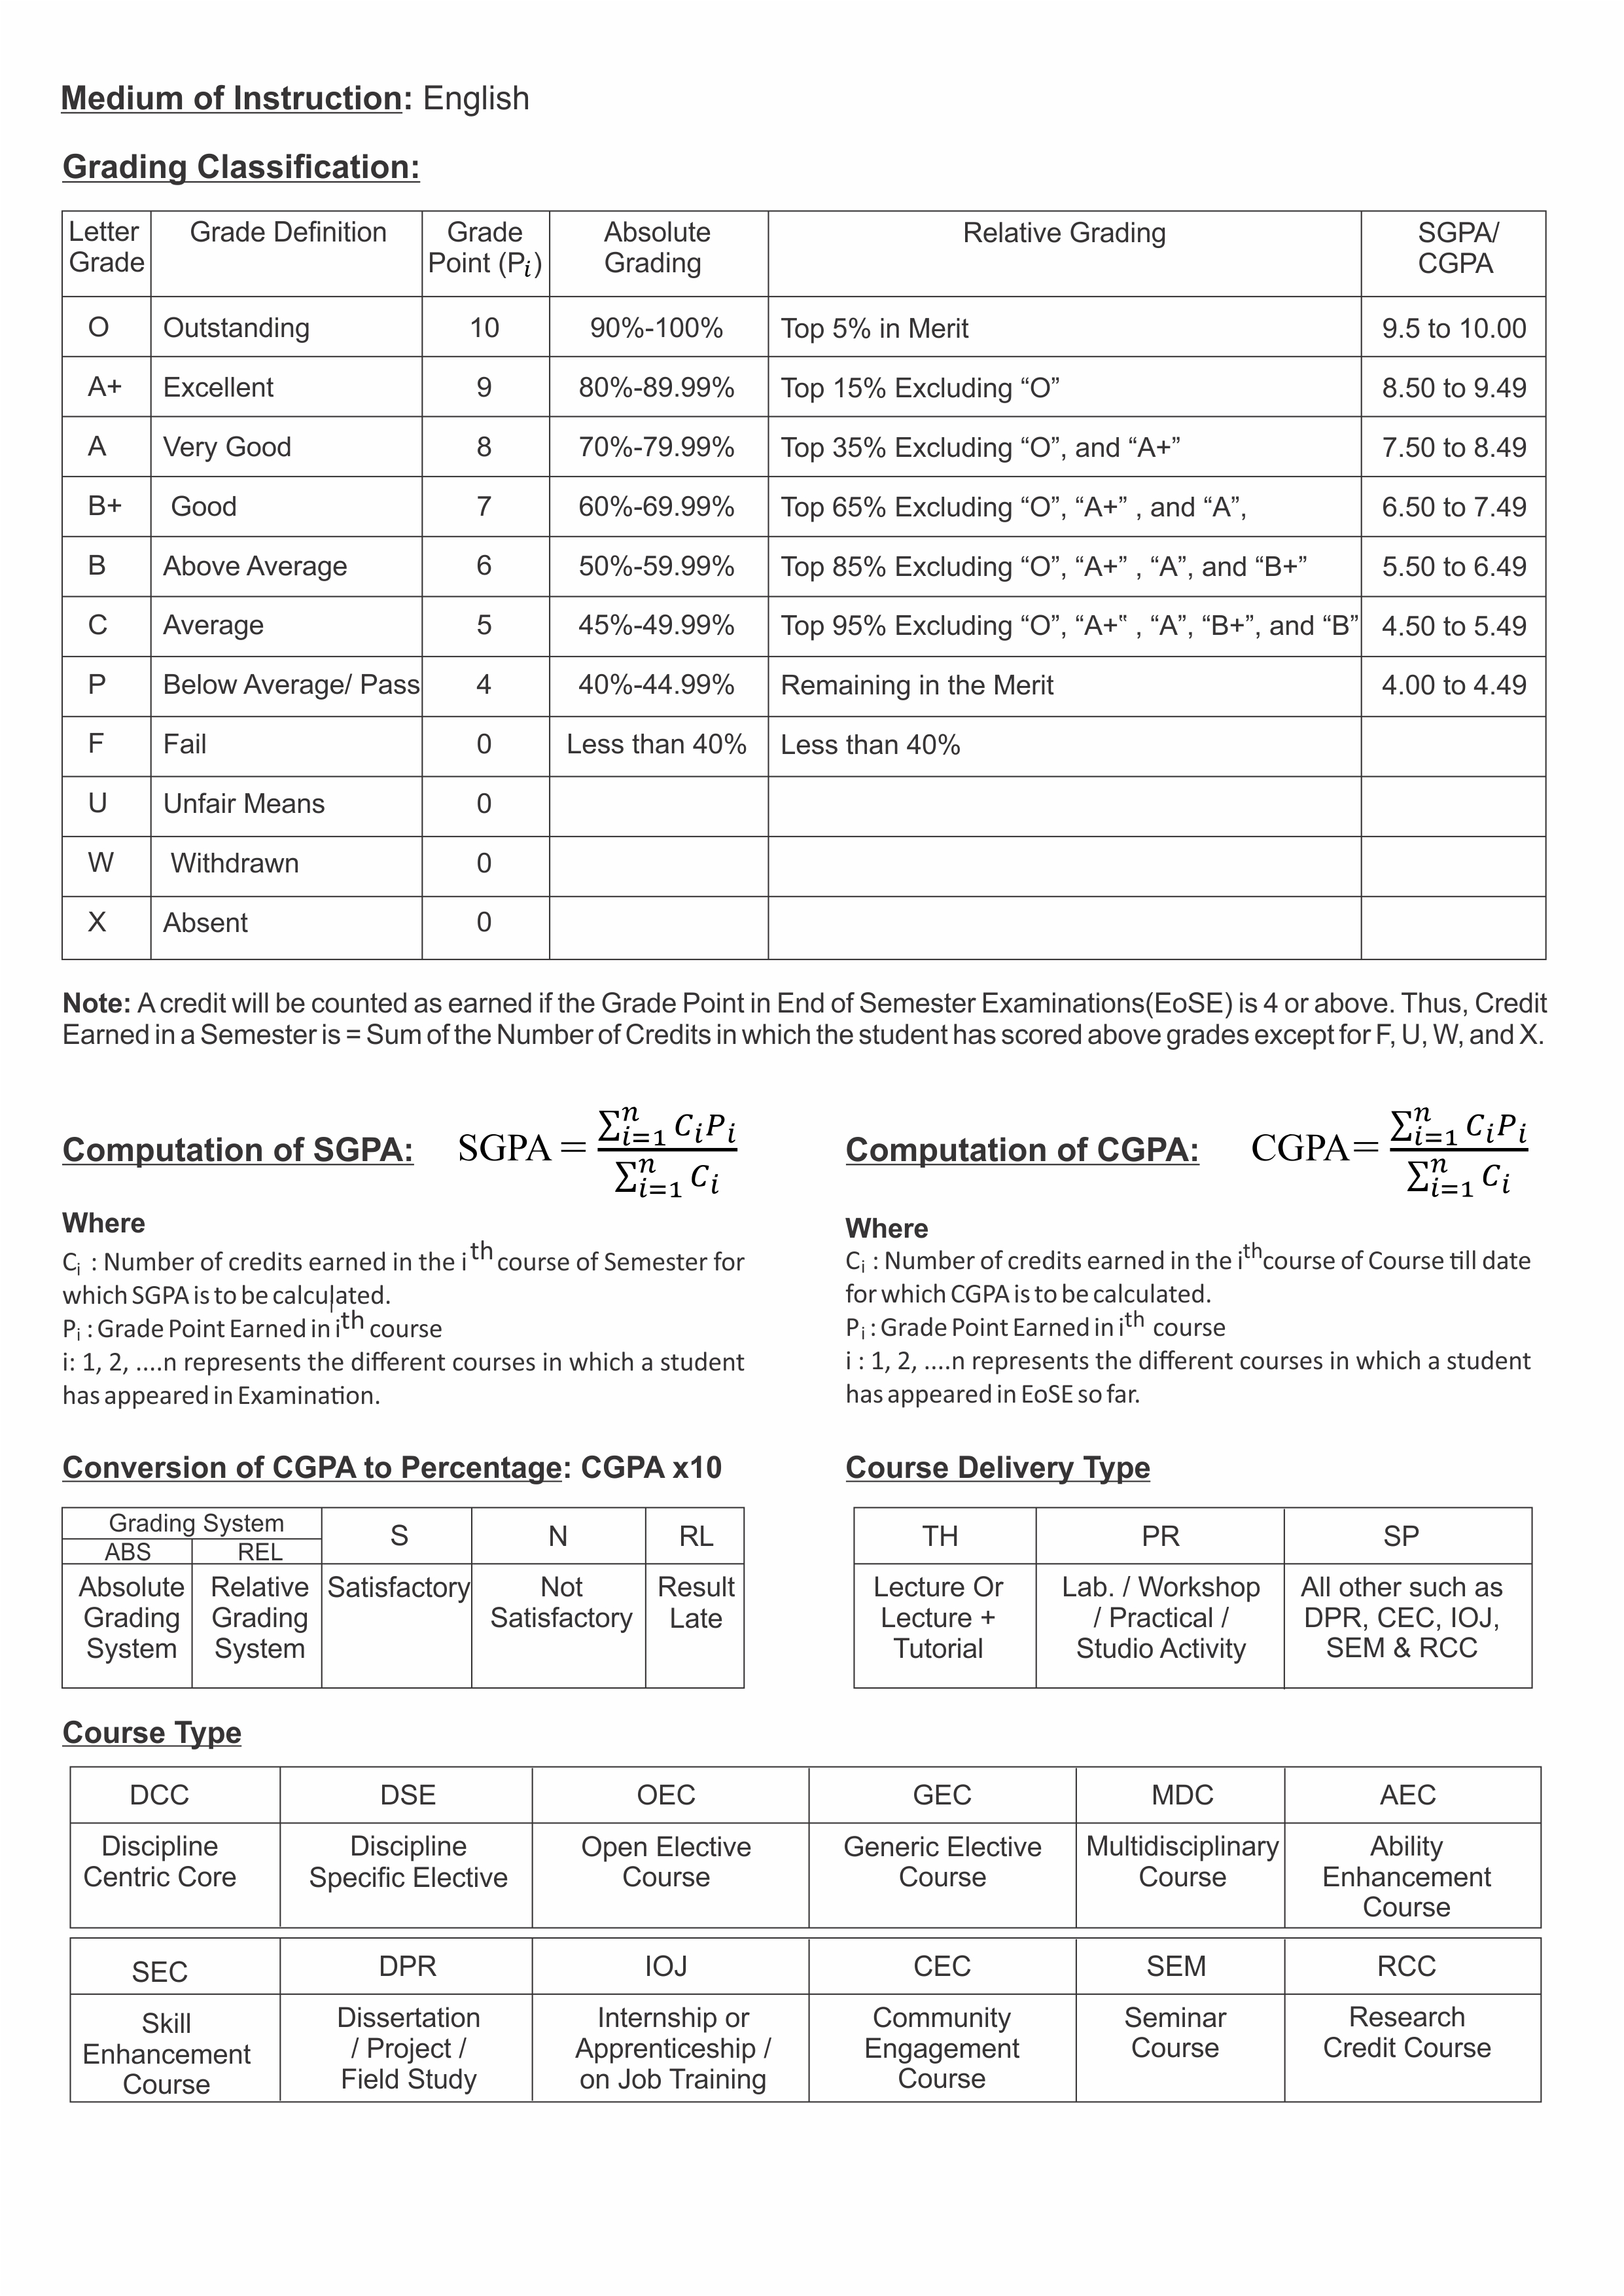 Medium of Instruction: English
Grading Classification:
Letter Grade | Grade Definition | Grade Point (Pi) | Absolute Grading | Relative Grading | SGPA/ CGPA
O | Outstanding | 10 | 90%-100% | Top 5% in Merit | 9.5 to 10.00
A+ | Excellent | 9 | 80%-89.99% | Top 15% Excluding “O” | 8.50 to 9.49
A | Very Good | 8 | 70%-79.99% | Top 35% Excluding “O”, and “A+” | 7.50 to 8.49
B+ | Good | 7 | 60%-69.99% | Top 65% Excluding “O”, “A+” , and “A”, | 6.50 to 7.49
B | Above Average | 6 | 50%-59.99% | Top 85% Excluding “O”, “A+” , “A”, and “B+” | 5.50 to 6.49
C | Average | 5 | 45%-49.99% | Top 95% Excluding “O”, “A+‟ , “A”, “B+”, and “B” | 4.50 to 5.49
P | Below Average/ Pass | 4 | 40%-44.99% | Remaining in the Merit | 4.00 to 4.49
F | Fail | 0 | Less than 40% | Less than 40%
U | Unfair Means | 0
W | Withdrawn | 0
X | Absent | 0
Note: A credit will be counted as earned if the Grade Point in End of Semester Examinations(EoSE) is 4 or above. Thus, Credit
Earned in a Semester is = Sum of the Number of Credits in which the student has scored above grades except for F, U, W, and X.
Computation of SGPA: SGPA = ∑ⁿᵢ₌₁ CᵢPᵢ / ∑ⁿᵢ₌₁ Cᵢ
Where
Cᵢ : Number of credits earned in the i th course of Semester for
which SGPA is to be calculated.
Pᵢ : Grade Point Earned in i th course
i: 1, 2, ....n represents the different courses in which a student
has appeared in Examination.
Computation of CGPA: CGPA= ∑ⁿᵢ₌₁ CᵢPᵢ / ∑ⁿᵢ₌₁ Cᵢ
Where
Cᵢ : Number of credits earned in the i th course of Course till date
for which CGPA is to be calculated.
Pᵢ : Grade Point Earned in i th course
i : 1, 2, ....n represents the different courses in which a student
has appeared in EoSE so far.
Conversion of CGPA to Percentage: CGPA x10
Grading System | S | N | RL
ABS | REL
Absolute Grading System | Relative Grading System | Satisfactory | Not Satisfactory | Result Late
Course Delivery Type
TH | PR | SP
Lecture Or Lecture + Tutorial | Lab. / Workshop / Practical / Studio Activity | All other such as DPR, CEC, IOJ, SEM & RCC
Course Type
DCC | DSE | OEC | GEC | MDC | AEC
Discipline Centric Core | Discipline Specific Elective | Open Elective Course | Generic Elective Course | Multidisciplinary Course | Ability Enhancement Course
SEC | DPR | IOJ | CEC | SEM | RCC
Skill Enhancement Course | Dissertation / Project / Field Study | Internship or Apprenticeship / on Job Training | Community Engagement Course | Seminar Course | Research Credit Course